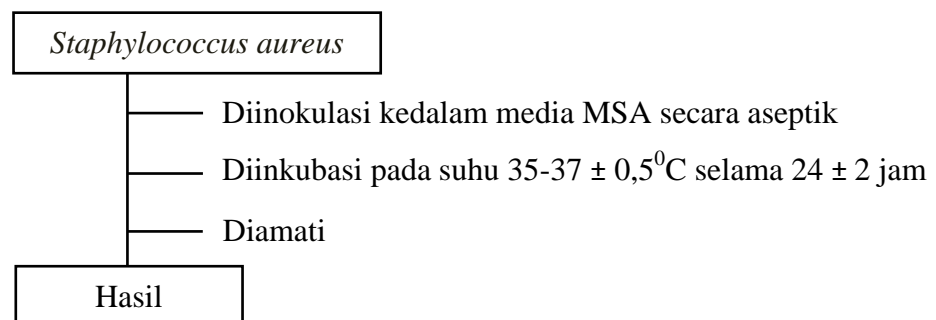 Staphylococcus aureus
Diinokulasi kedalam media MSA secara aseptik
Diinkubasi pada suhu 35-37 ± 0,5⁰C selama 24 ± 2 jam
Diamati
Hasil